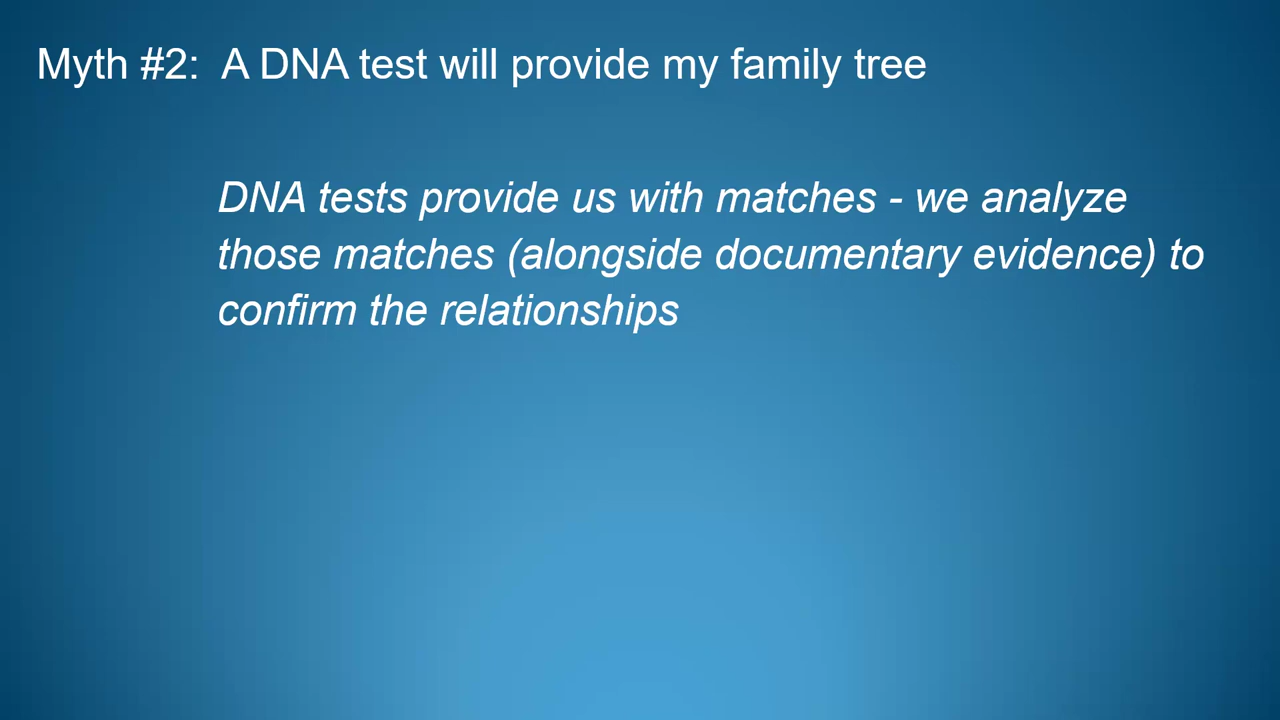 Myth #2:  A DNA test will provide my family tree
DNA tests provide us with matches - we analyze
those matches (alongside documentary evidence) to
confirm the relationships